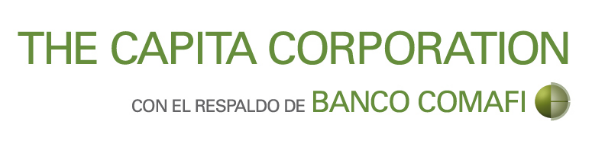 THE CAPITA CORPORATION
CON EL RESPALDO DE BANCO COMAFI